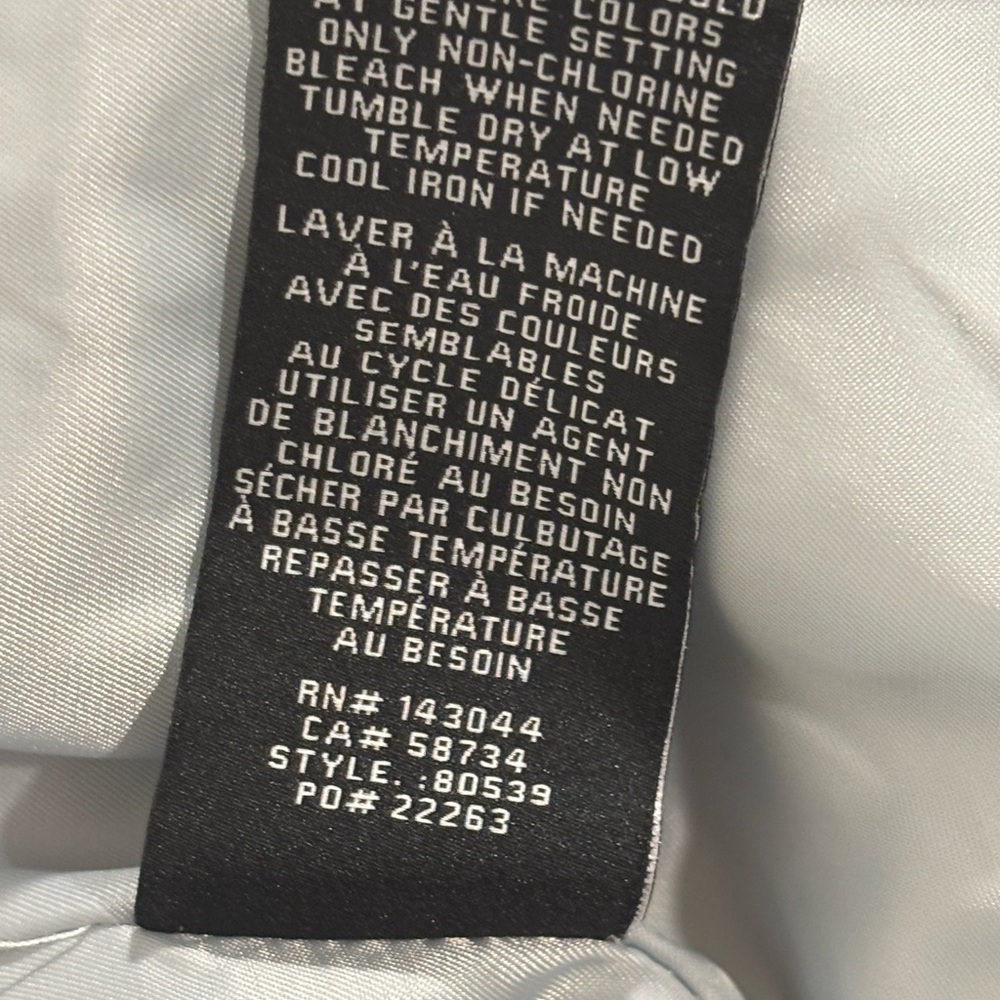 COLORS
AT GENTLE SETTING
ONLY NON-CHLORINE
BLEACH WHEN NEEDED
TUMBLE DRY AT LOW
TEMPERATURE
COOL IRON IF NEEDED
LAVER À LA MACHINE
À L'EAU FROIDE
AVEC DES COULEURS
SEMBLABLES
AU CYCLE DÉLICAT
UTILISER UN AGENT
DE BLANCHIMENT NON
CHLORÉ AU BESOIN
SÉCHER PAR CULBUTAGE
À BASSE TEMPÉRATURE
REPASSER À BASSE
TEMPÉRATURE
AU BESOIN
RN# 143044
CA# 58734
STYLE. :80539
PO# 22263